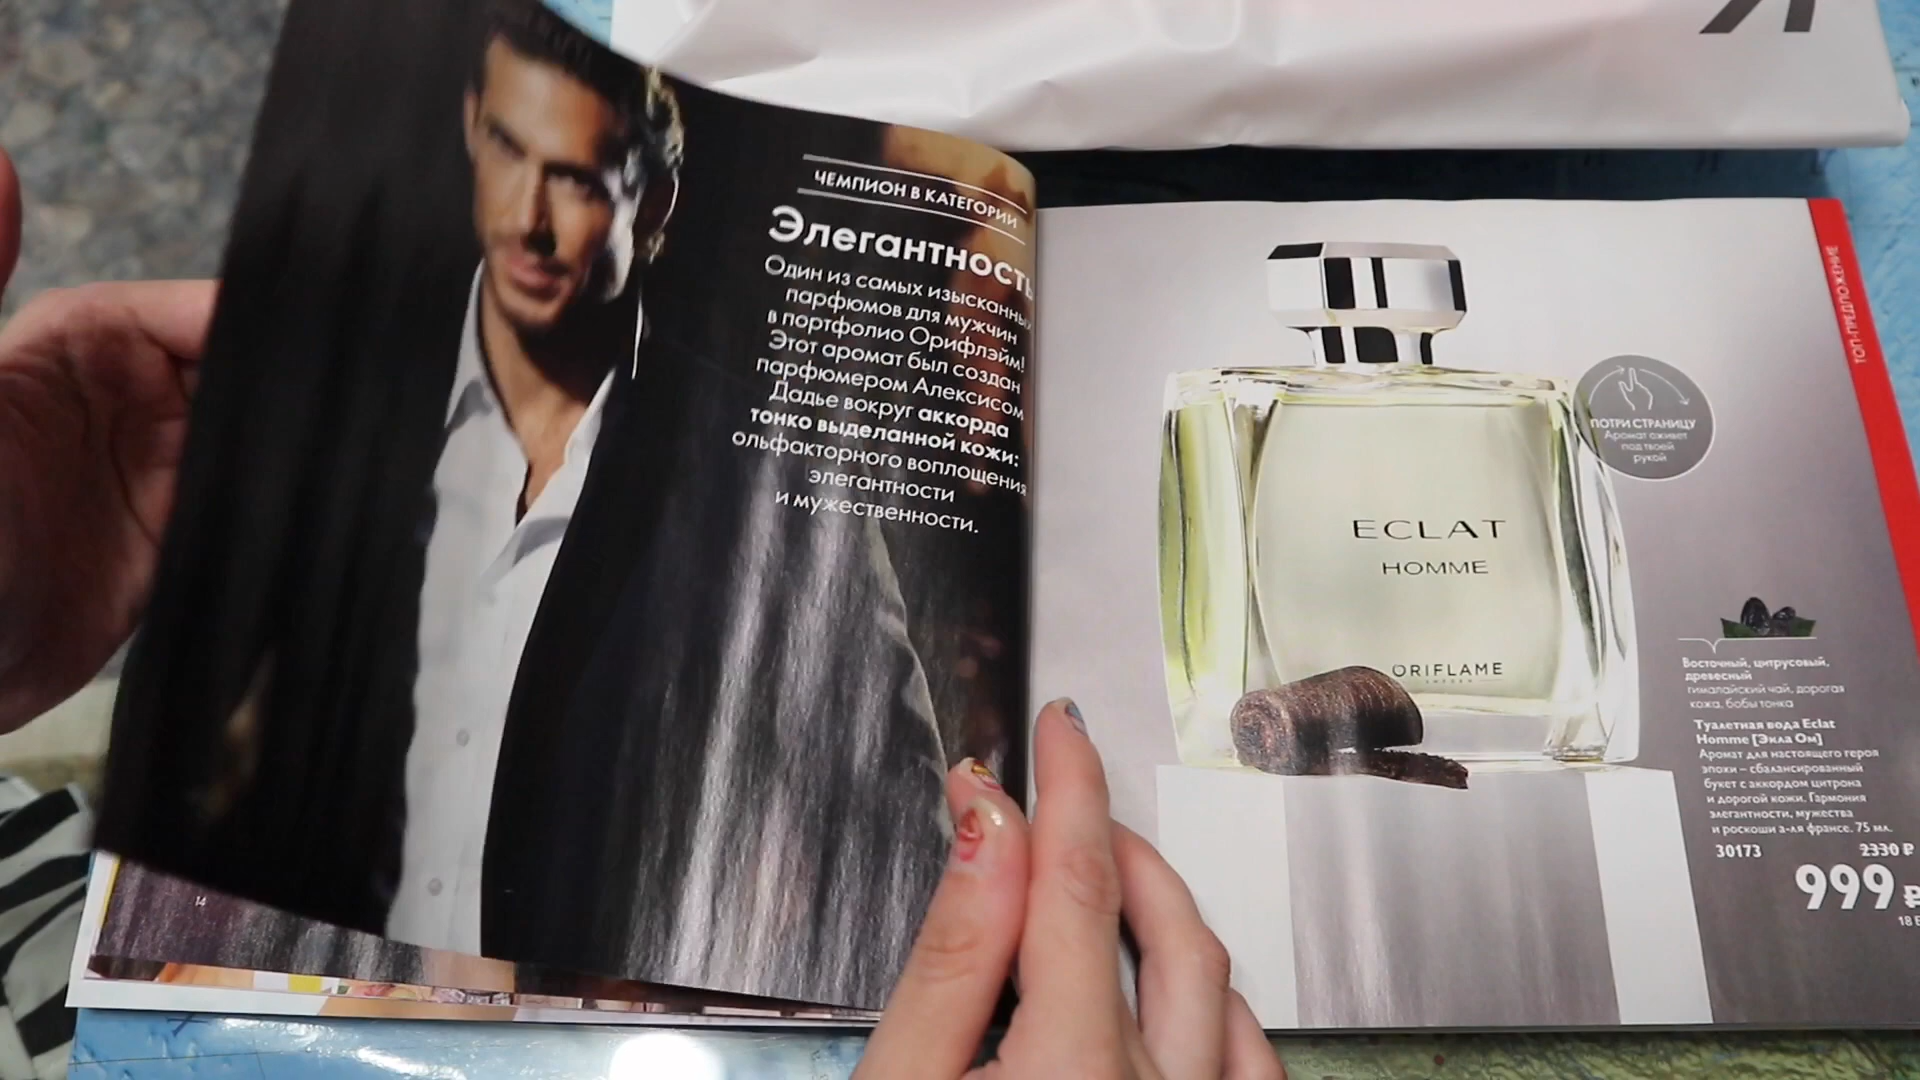 ЧЕМПИОН В КАТЕГОРИИ
Элегантность
Один из самых изысканных
парфюмов для мужчин
в портфолио Орифлэйм!
Этот аромат был создан
парфюмером Алексисом
Дадье вокруг аккорда
тонко выделанной кожи:
ольфакторного воплощения
элегантности
и мужественности.
14
ТОП-ПРЕДЛОЖЕНИЕ
ПОТРИ СТРАНИЦУ
Аромат оживет
под твоей
рукой
ECLAT
HOMME
ORIFLAME
SWEDEN
Восточный, цитрусовый,
древесный
гималайский чай, дорогая
кожа, бобы тонка
Туалетная вода Eclat
Homme [Экла Ом]
Аромат для настоящего героя
эпохи – сбалансированный
букет с аккордом цитрона
и дорогой кожи. Гармония
элегантности, мужества
и роскоши а-ля франсе. 75 мл.
30173 2330 ₽
999 ₽
18 Б